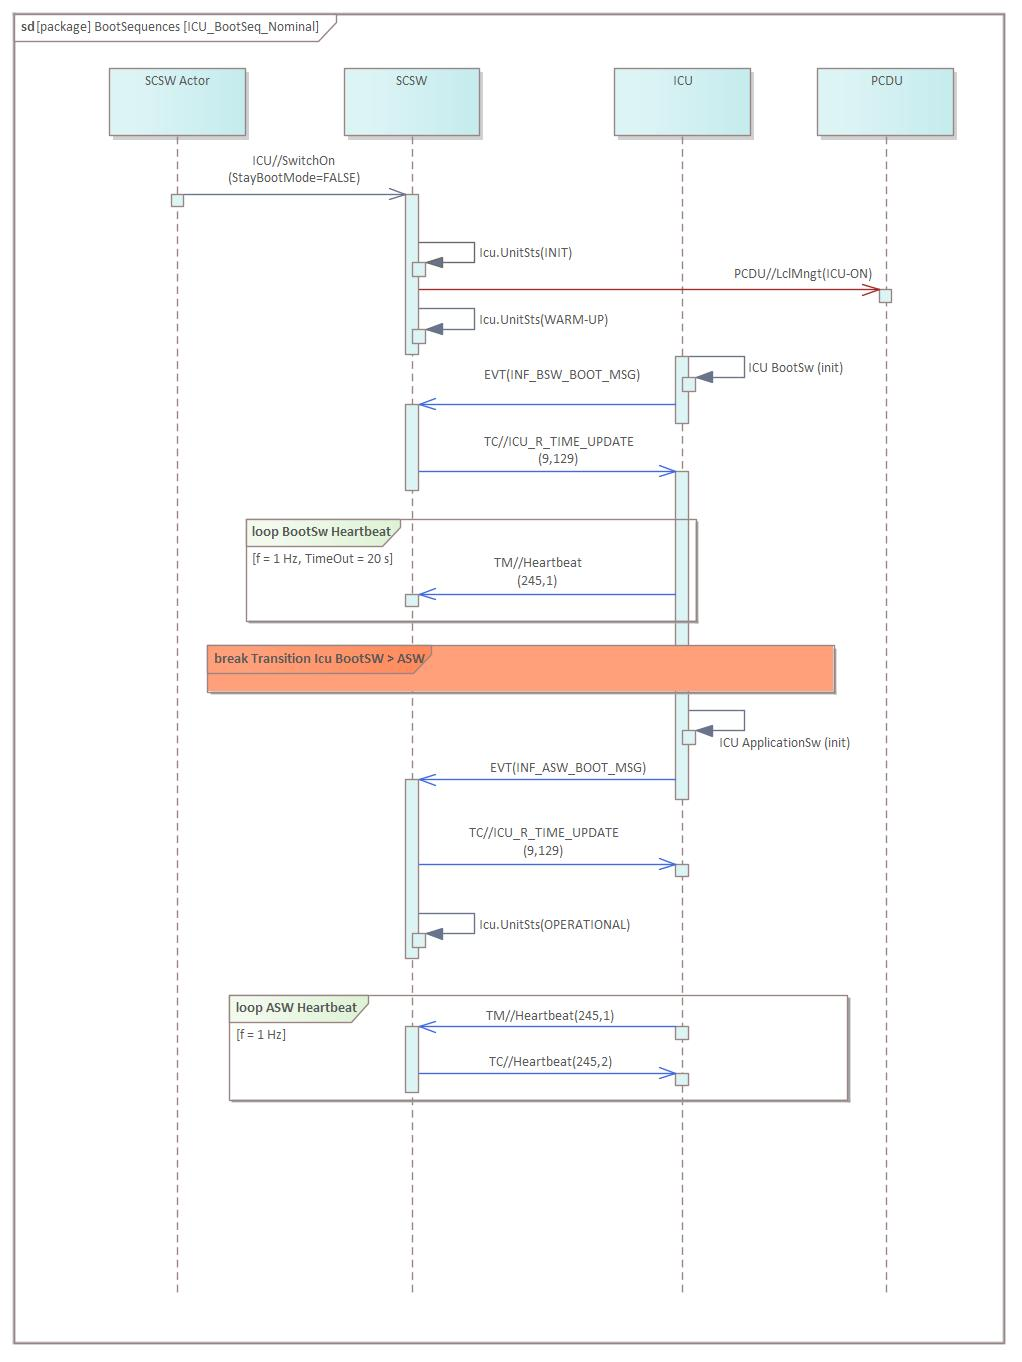 sd [package] BootSequences [ICU_BootSeq_Nominal]
SCSW Actor
SCSW
ICU
PCDU
ICU//SwitchOn
(StayBootMode=FALSE)
Icu.UnitSts(INIT)
PCDU//LclMngt(ICU-ON)
Icu.UnitSts(WARM-UP)
ICU BootSw (init)
EVT(INF_BSW_BOOT_MSG)
TC//ICU_R_TIME_UPDATE
(9,129)
loop BootSw Heartbeat
[f = 1 Hz, TimeOut = 20 s]
TM//Heartbeat
(245,1)
break Transition Icu BootSW > ASW
ICU ApplicationSw (init)
EVT(INF_ASW_BOOT_MSG)
TC//ICU_R_TIME_UPDATE
(9,129)
Icu.UnitSts(OPERATIONAL)
loop ASW Heartbeat
[f = 1 Hz]
TM//Heartbeat(245,1)
TC//Heartbeat(245,2)